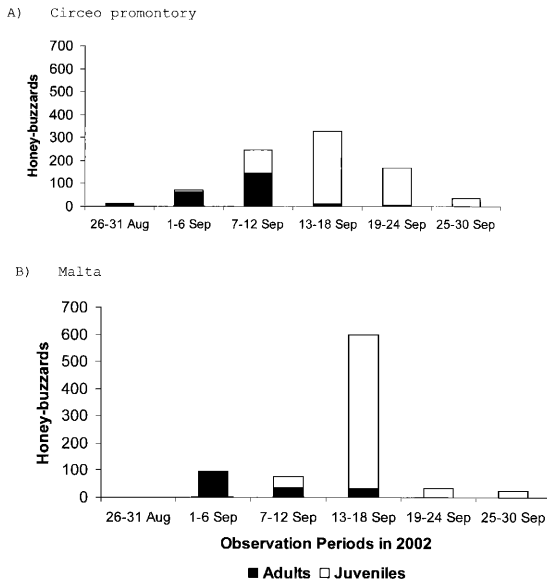 A) Circeo promontory
Honey-buzzards
700
600
500
400
300
200
100
0
26-31 Aug 1-6 Sep 7-12 Sep 13-18 Sep 19-24 Sep 25-30 Sep
B) Malta
Honey-buzzards
700
600
500
400
300
200
100
0
26-31 Aug 1-6 Sep 7-12 Sep 13-18 Sep 19-24 Sep 25-30 Sep
Observation Periods in 2002
Adults Juveniles